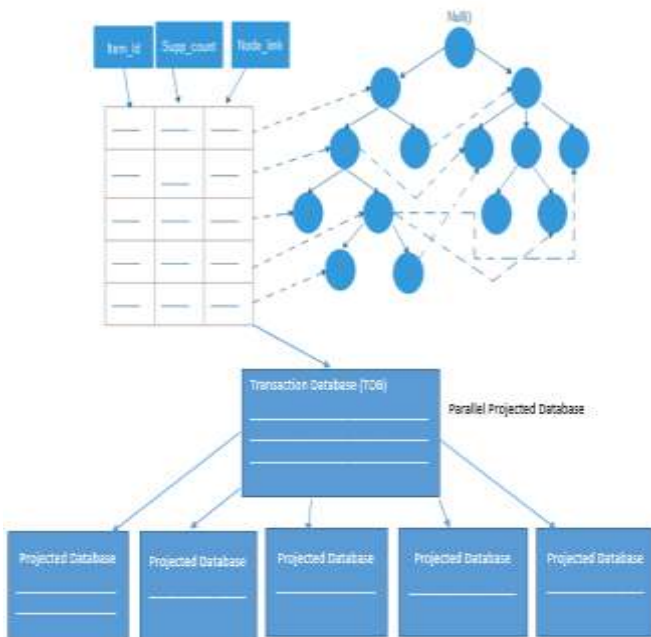 Null()
Item_Id
Supp_count
Node_link
Transaction Database (TDB)
Parallel Projected Database
Projected Database
Projected Database
Projected Database
Projected Database
Projected Database